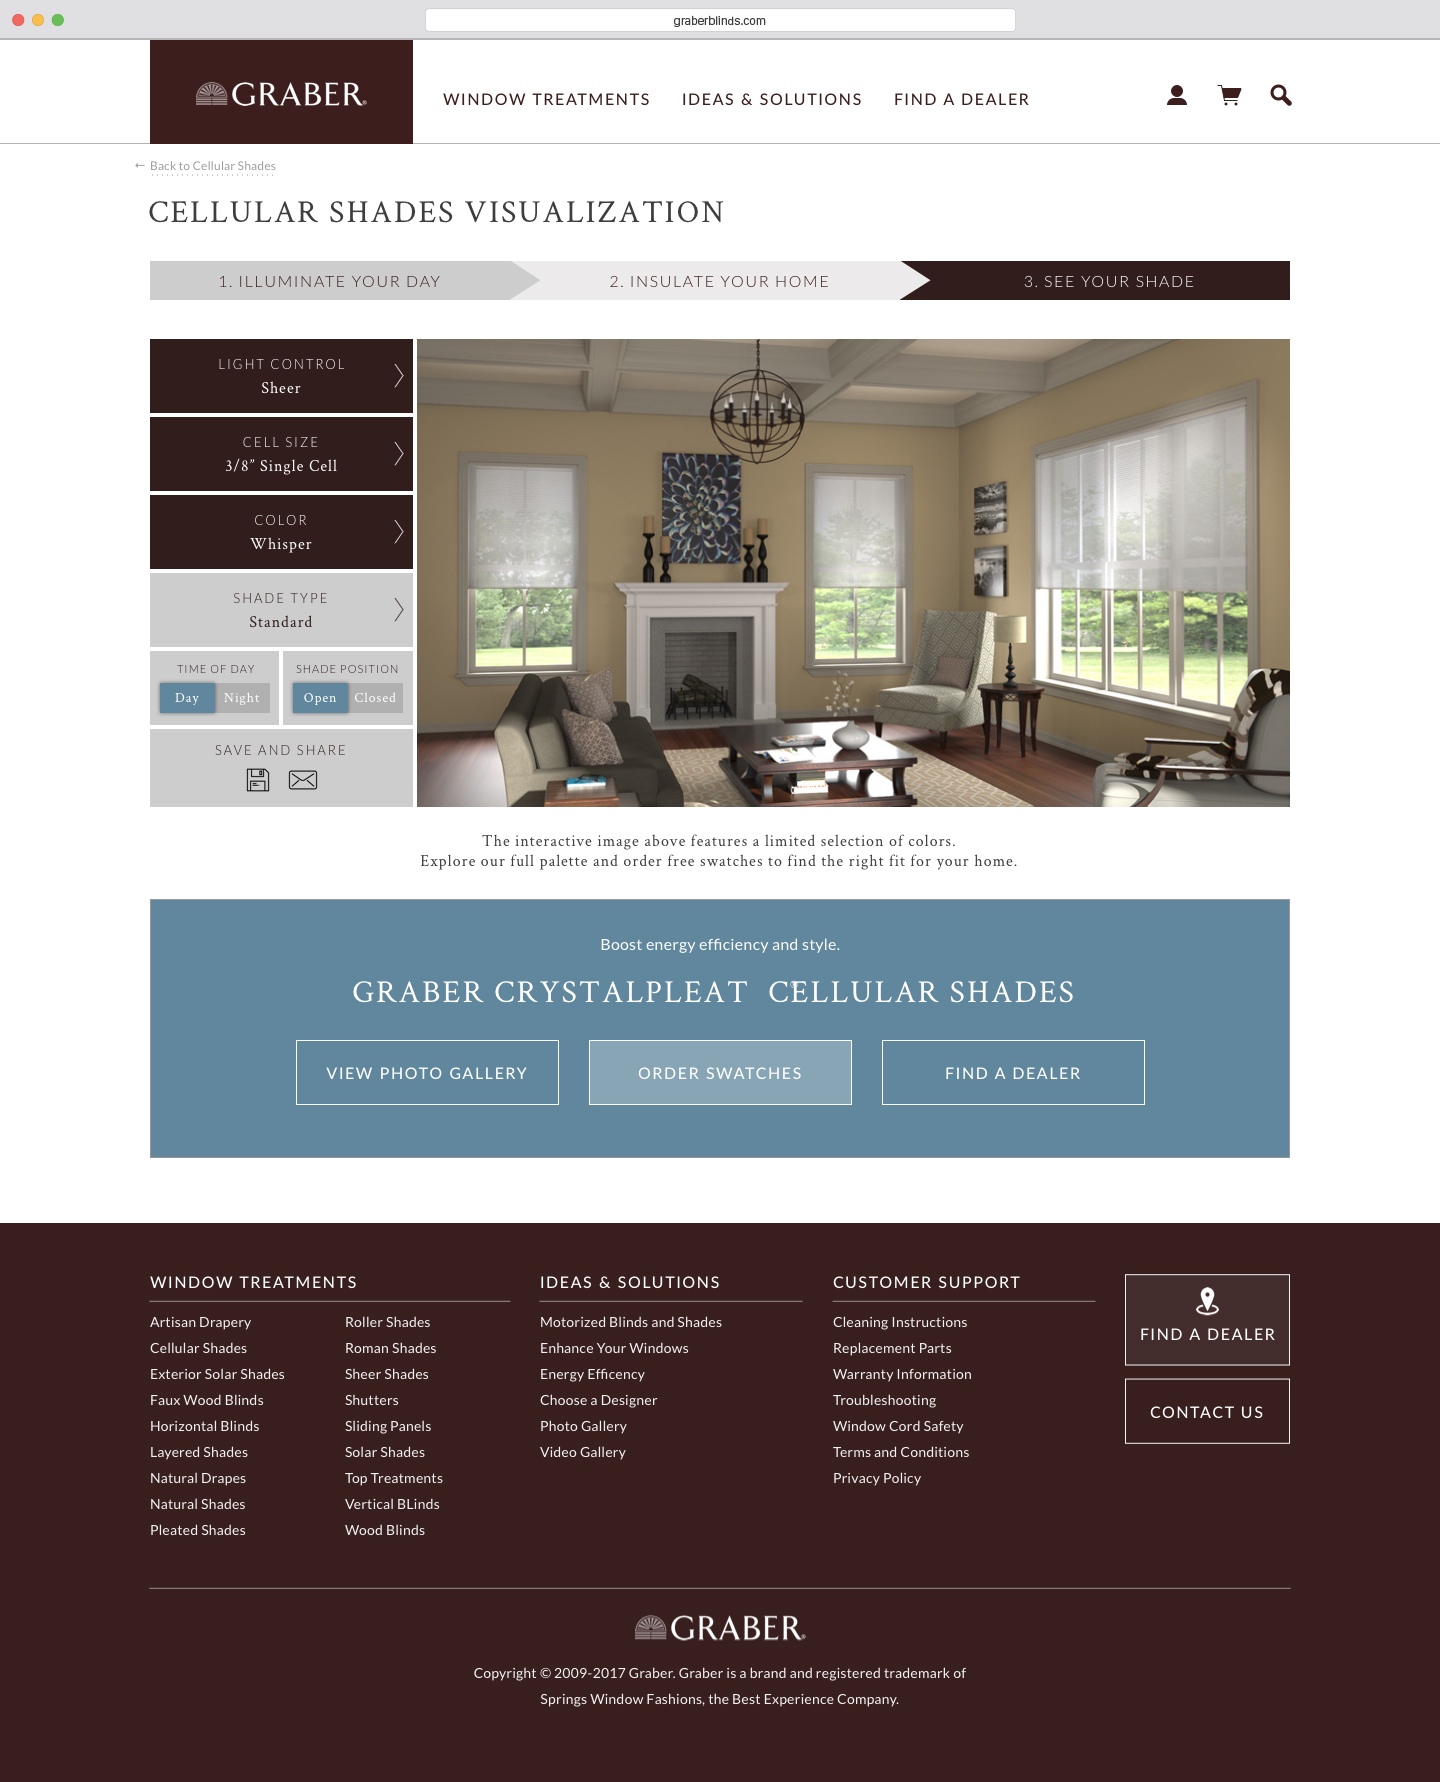 graberblinds.com
GRABER®
WINDOW TREATMENTS IDEAS & SOLUTIONS FIND A DEALER
← Back to Cellular Shades
CELLULAR SHADES VISUALIZATION
1. ILLUMINATE YOUR DAY 2. INSULATE YOUR HOME 3. SEE YOUR SHADE
LIGHT CONTROL
Sheer
CELL SIZE
3/8” Single Cell
COLOR
Whisper
SHADE TYPE
Standard
TIME OF DAY SHADE POSITION
Day Night Open Closed
SAVE AND SHARE
The interactive image above features a limited selection of colors.
Explore our full palette and order free swatches to find the right fit for your home.
Boost energy efficiency and style.
GRABER CRYSTALPLEAT CELLULAR SHADES
VIEW PHOTO GALLERY ORDER SWATCHES FIND A DEALER
WINDOW TREATMENTS
Artisan Drapery
Cellular Shades
Exterior Solar Shades
Faux Wood Blinds
Horizontal Blinds
Layered Shades
Natural Drapes
Natural Shades
Pleated Shades
Roller Shades
Roman Shades
Sheer Shades
Shutters
Sliding Panels
Solar Shades
Top Treatments
Vertical BLinds
Wood Blinds
IDEAS & SOLUTIONS
Motorized Blinds and Shades
Enhance Your Windows
Energy Efficency
Choose a Designer
Photo Gallery
Video Gallery
CUSTOMER SUPPORT
Cleaning Instructions
Replacement Parts
Warranty Information
Troubleshooting
Window Cord Safety
Terms and Conditions
Privacy Policy
FIND A DEALER
CONTACT US
GRABER®
Copyright © 2009-2017 Graber. Graber is a brand and registered trademark of
Springs Window Fashions, the Best Experience Company.